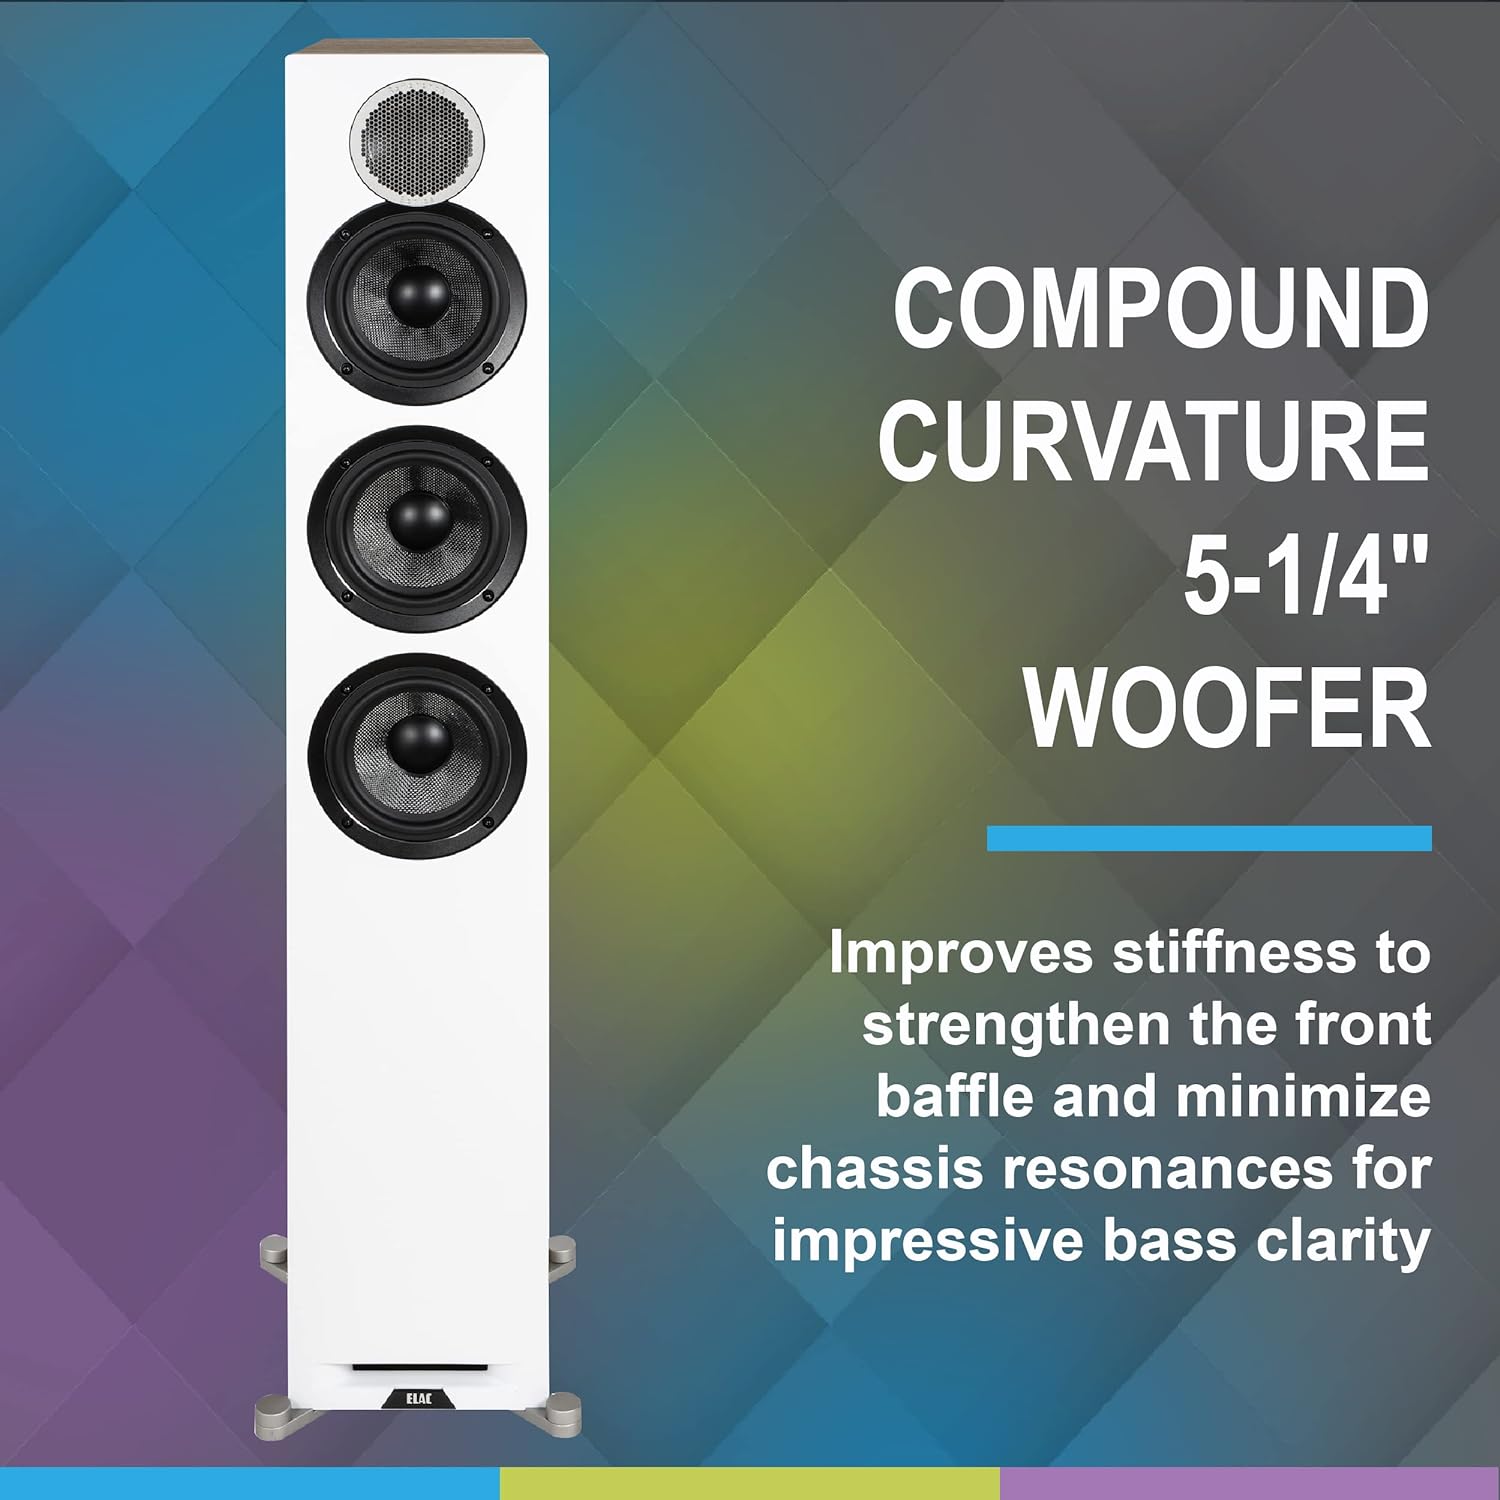 COMPOUND
CURVATURE
5-1/4"
WOOFER
Improves stiffness to
strengthen the front
baffle and minimize
chassis resonances for
impressive bass clarity
ELAC